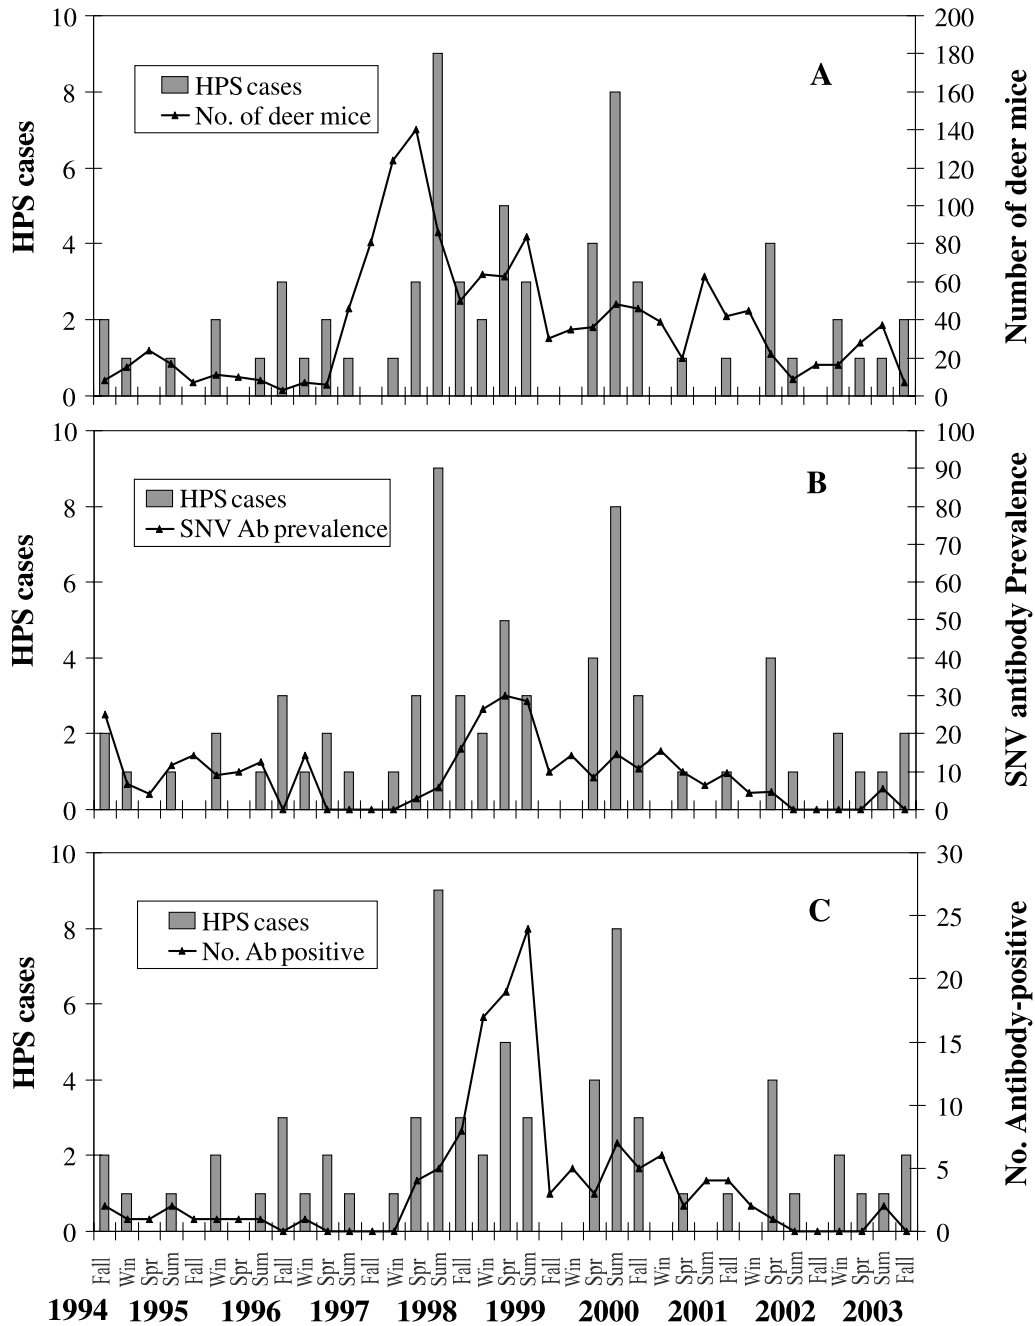 10
8
6
4
2
0
HPS cases
HPS cases
No. of deer mice
A
200
180
160
140
120
100
80
60
40
20
0
Number of deer mice
10
8
6
4
2
0
HPS cases
HPS cases
SNV Ab prevalence
B
100
90
80
70
60
50
40
30
20
10
0
SNV antibody Prevalence
10
8
6
4
2
0
HPS cases
HPS cases
No. Ab positive
C
30
25
20
15
10
5
0
No. Antibody-positive
Fall Win Spr Sum Fall Win Spr Sum Fall Win Spr Sum Fall Win Spr Sum Fall Win Spr Sum Fall Win Spr Sum Fall Win Spr Sum Fall Win Spr Sum Fall Win Spr Sum Fall
1994 1995 1996 1997 1998 1999 2000 2001 2002 2003